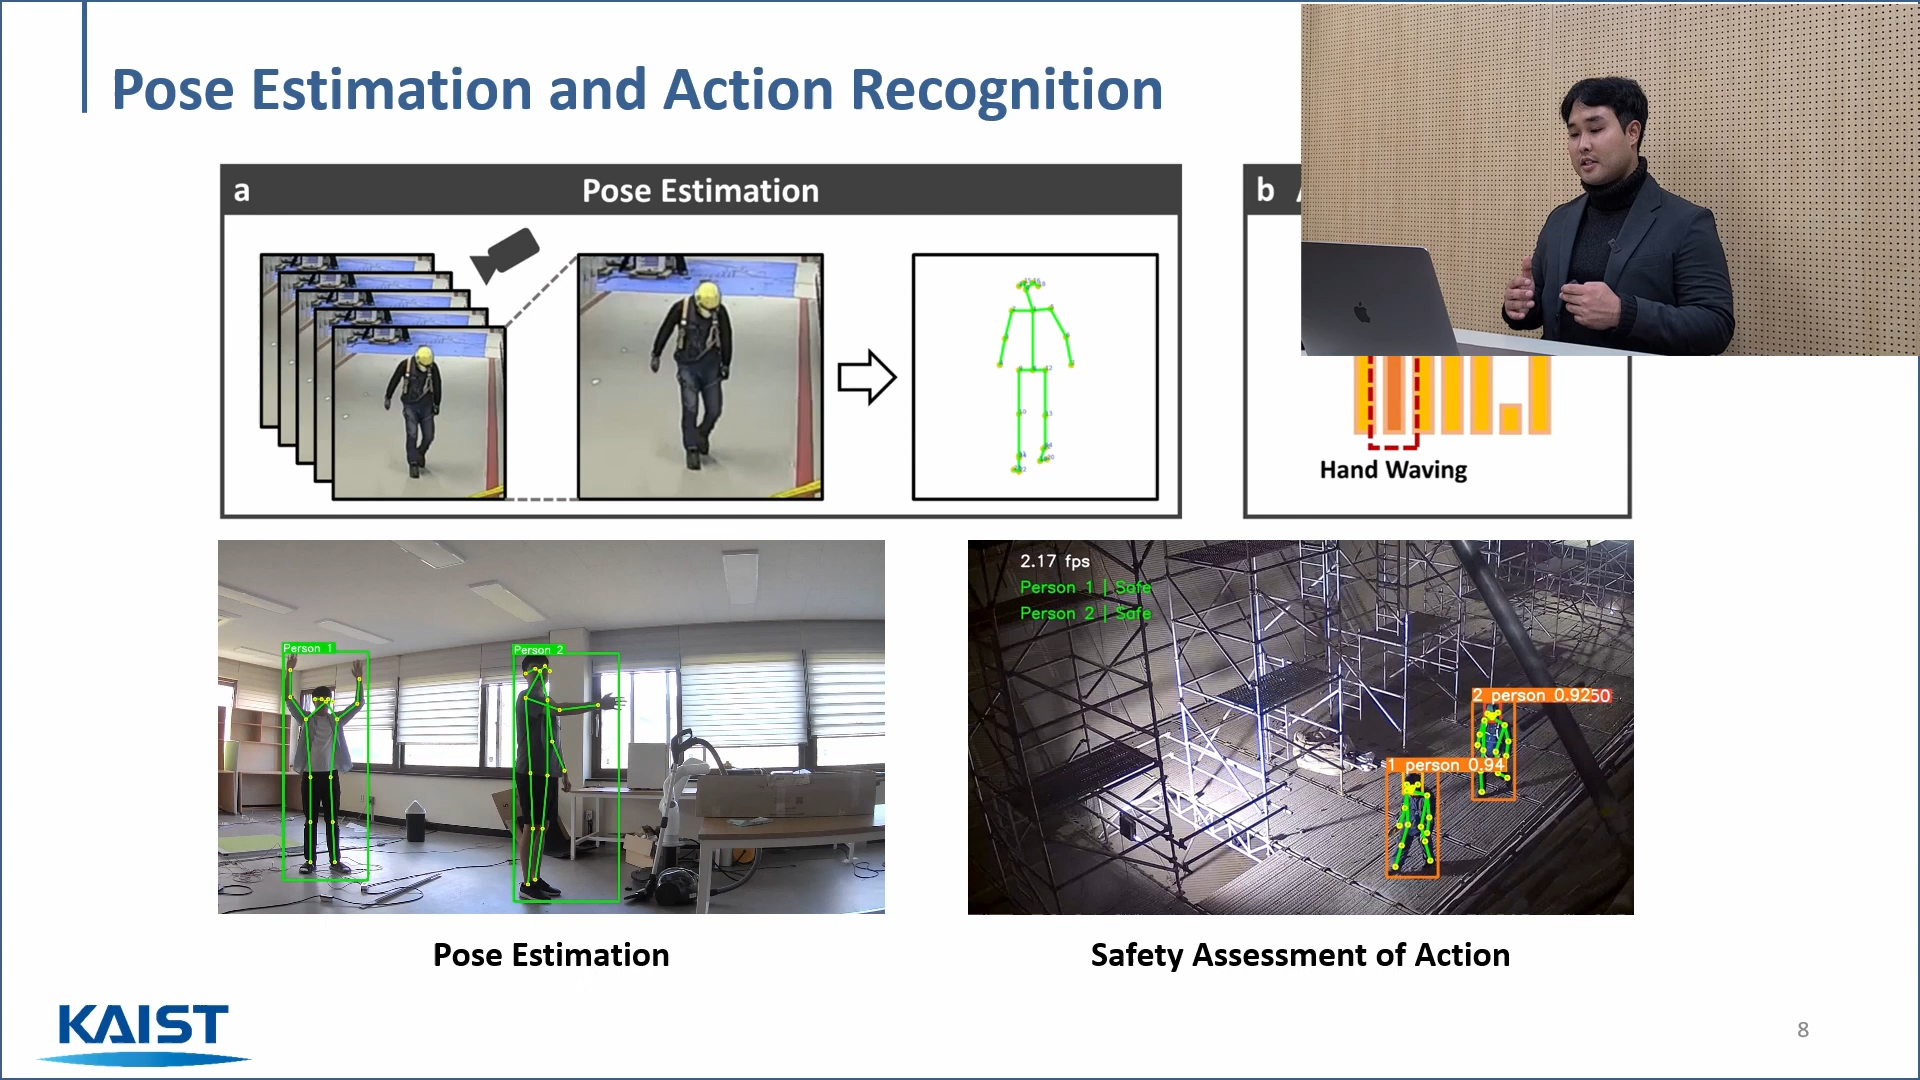 Pose Estimation and Action Recognition
a
Pose Estimation
b
Hand Waving
Person 1
Person 2
2.17 fps
Person 1 | Safe
Person 2 | Safe
2 person 0.9250
1 person 0.94
Pose Estimation
Safety Assessment of Action
KAIST
8